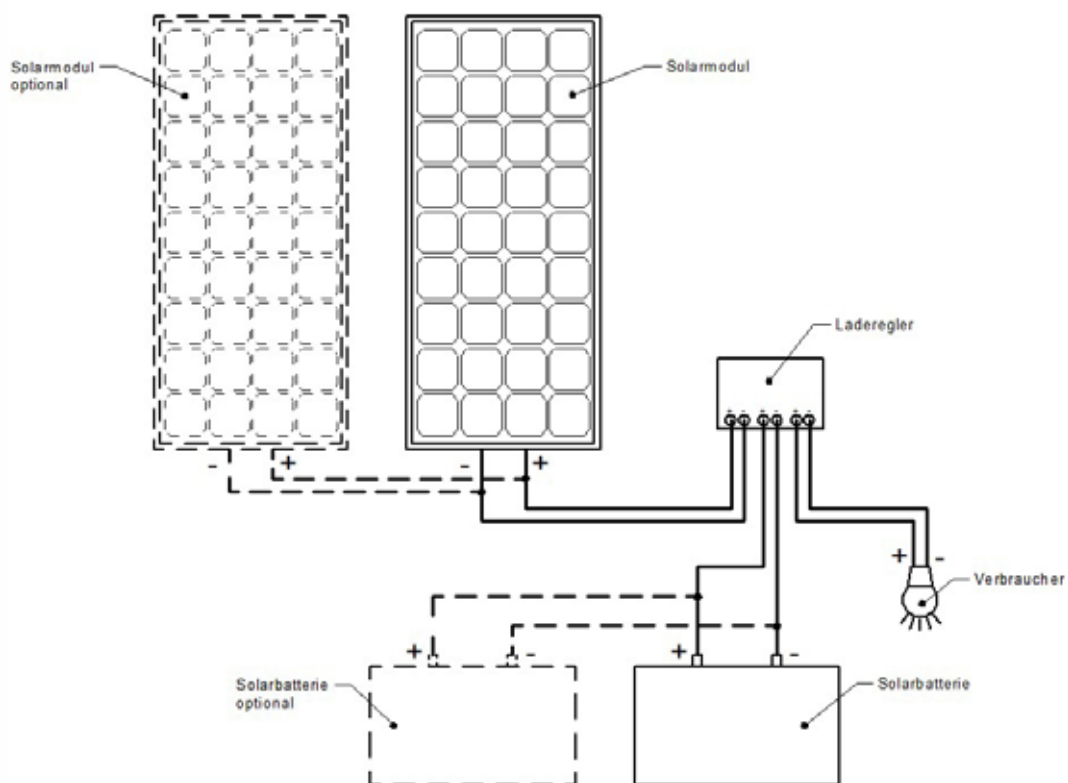 Solarmodul
optional
Solarmodul
Laderegler
- +
- +
+ -
Verbraucher
+ -
+ -
Solarbatterie
optional
Solarbatterie